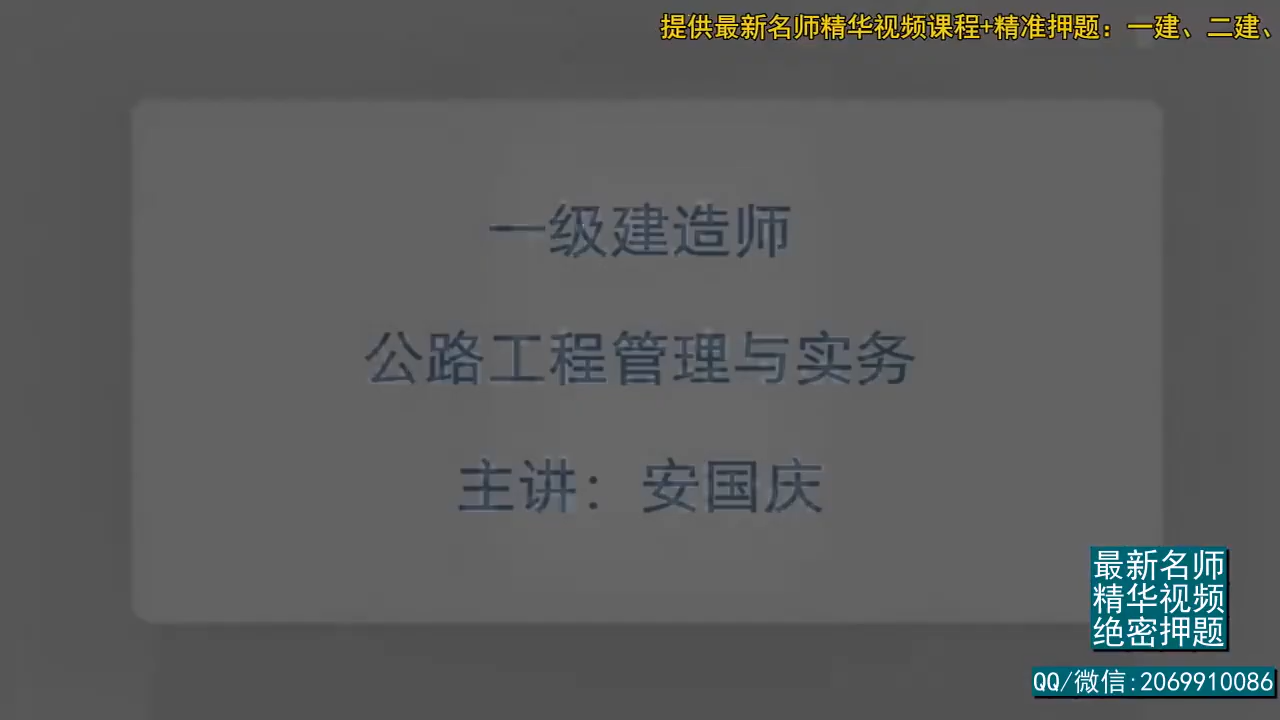 提供最新名师精华视频课程+精准押题：一建、二建、
一级建造师
公路工程管理与实务
主讲：安国庆
最新名师
精华视频
绝密押题
QQ/微信:2069910086